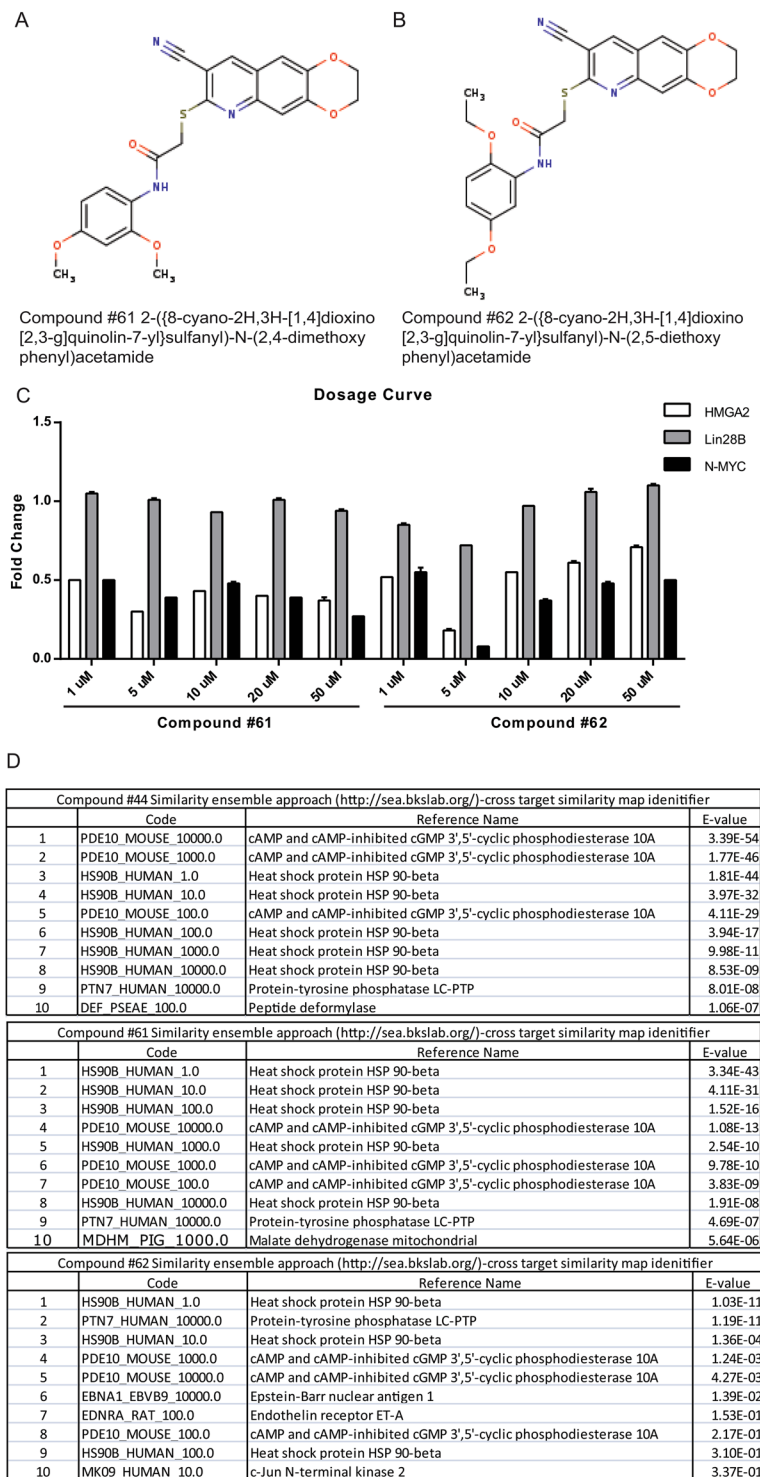 A
B
N
S
N
O
O
O
NH
O
O
CH3
CH3
N
S
N
O
O
CH3
O
O
NH
O
CH3
Compound #61 2-({8-cyano-2H,3H-[1,4]dioxino
[2,3-g]quinolin-7-yl}sulfanyl)-N-(2,4-dimethoxy
phenyl)acetamide
Compound #62 2-({8-cyano-2H,3H-[1,4]dioxino
[2,3-g]quinolin-7-yl}sulfanyl)-N-(2,5-diethoxy
phenyl)acetamide
C
Dosage Curve
HMGA2
Lin28B
N-MYC
Fold Change
1.5
1.0
0.5
0.0
1 uM
5 uM
10 uM
20 uM
50 uM
1 uM
5 uM
10 uM
20 uM
50 uM
Compound #61
Compound #62
D
Compound #44 Similarity ensemble approach (http://sea.bkslab.org/)-cross target similarity map idenitifier
Code Reference Name E-value
1 PDE10_MOUSE_10000.0 cAMP and cAMP-inhibited cGMP 3',5'-cyclic phosphodiesterase 10A 3.39E-54
2 PDE10_MOUSE_1000.0 cAMP and cAMP-inhibited cGMP 3',5'-cyclic phosphodiesterase 10A 1.77E-46
3 HS90B_HUMAN_1.0 Heat shock protein HSP 90-beta 1.81E-44
4 HS90B_HUMAN_10.0 Heat shock protein HSP 90-beta 3.97E-32
5 PDE10_MOUSE_100.0 cAMP and cAMP-inhibited cGMP 3',5'-cyclic phosphodiesterase 10A 4.11E-29
6 HS90B_HUMAN_100.0 Heat shock protein HSP 90-beta 3.94E-17
7 HS90B_HUMAN_1000.0 Heat shock protein HSP 90-beta 9.98E-11
8 HS90B_HUMAN_10000.0 Heat shock protein HSP 90-beta 8.53E-09
9 PTN7_HUMAN_10000.0 Protein-tyrosine phosphatase LC-PTP 8.01E-08
10 DEF_PSEAE_100.0 Peptide deformylase 1.06E-07
Compound #61 Similarity ensemble approach (http://sea.bkslab.org/)-cross target similarity map idenitifier
Code Reference Name E-value
1 HS90B_HUMAN_1.0 Heat shock protein HSP 90-beta 3.34E-43
2 HS90B_HUMAN_10.0 Heat shock protein HSP 90-beta 4.11E-31
3 HS90B_HUMAN_100.0 Heat shock protein HSP 90-beta 1.52E-16
4 PDE10_MOUSE_10000.0 cAMP and cAMP-inhibited cGMP 3',5'-cyclic phosphodiesterase 10A 1.08E-13
5 HS90B_HUMAN_1000.0 Heat shock protein HSP 90-beta 2.54E-10
6 PDE10_MOUSE_1000.0 cAMP and cAMP-inhibited cGMP 3',5'-cyclic phosphodiesterase 10A 9.78E-10
7 PDE10_MOUSE_100.0 cAMP and cAMP-inhibited cGMP 3',5'-cyclic phosphodiesterase 10A 3.83E-09
8 HS90B_HUMAN_10000.0 Heat shock protein HSP 90-beta 1.91E-08
9 PTN7_HUMAN_10000.0 Protein-tyrosine phosphatase LC-PTP 4.69E-07
10 MDHM_PIG_1000.0 Malate dehydrogenase mitochondrial 5.64E-06
Compound #62 Similarity ensemble approach (http://sea.bkslab.org/)-cross target similarity map idenitifier
Code Reference Name E-value
1 HS90B_HUMAN_1.0 Heat shock protein HSP 90-beta 1.03E-11
2 PTN7_HUMAN_10000.0 Protein-tyrosine phosphatase LC-PTP 1.19E-11
3 HS90B_HUMAN_10.0 Heat shock protein HSP 90-beta 1.36E-04
4 PDE10_MOUSE_1000.0 cAMP and cAMP-inhibited cGMP 3',5'-cyclic phosphodiesterase 10A 1.24E-03
5 PDE10_MOUSE_10000.0 cAMP and cAMP-inhibited cGMP 3',5'-cyclic phosphodiesterase 10A 4.27E-03
6 EBNA1_EBVB9_10000.0 Epstein-Barr nuclear antigen 1 1.39E-02
7 EDNRA_RAT_100.0 Endothelin receptor ET-A 1.53E-01
8 PDE10_MOUSE_100.0 cAMP and cAMP-inhibited cGMP 3',5'-cyclic phosphodiesterase 10A 2.17E-01
9 HS90B_HUMAN_100.0 Heat shock protein HSP 90-beta 3.10E-01
10 MK09_HUMAN_10.0 c-Jun N-terminal kinase 2 3.37E-01